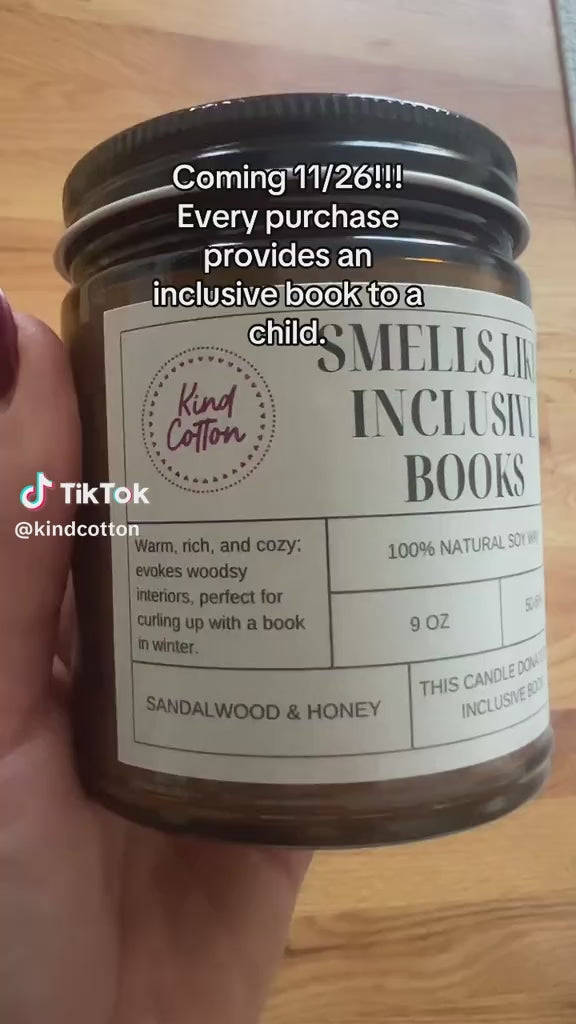 Coming 11/26!!!
Every purchase
provides an
inclusive book to a
child.
SMELLS
INCLUSIVE
BOOKS
Kind
Cotton
TikTok
@kindcotton
Warm, rich, and cozy;
evokes woodsy
interiors, perfect for
curling up with a book
in winter.
100% NATURAL SOY
9 OZ
SANDALWOOD & HONEY
THIS CANDLE
INCLUSIVE